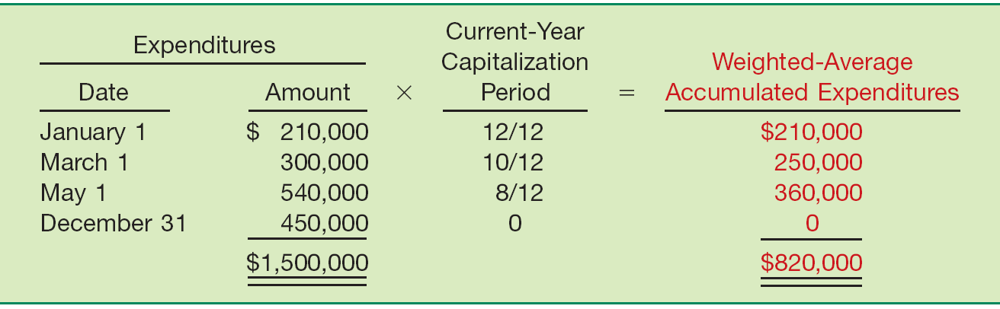 Expenditures
Current-Year
Capitalization
Period
Weighted-Average
Accumulated Expenditures
Date Amount × Period = Accumulated Expenditures
January 1 $ 210,000 12/12 $210,000
March 1 300,000 10/12 250,000
May 1 540,000 8/12 360,000
December 31 450,000 0 0
$1,500,000 $820,000